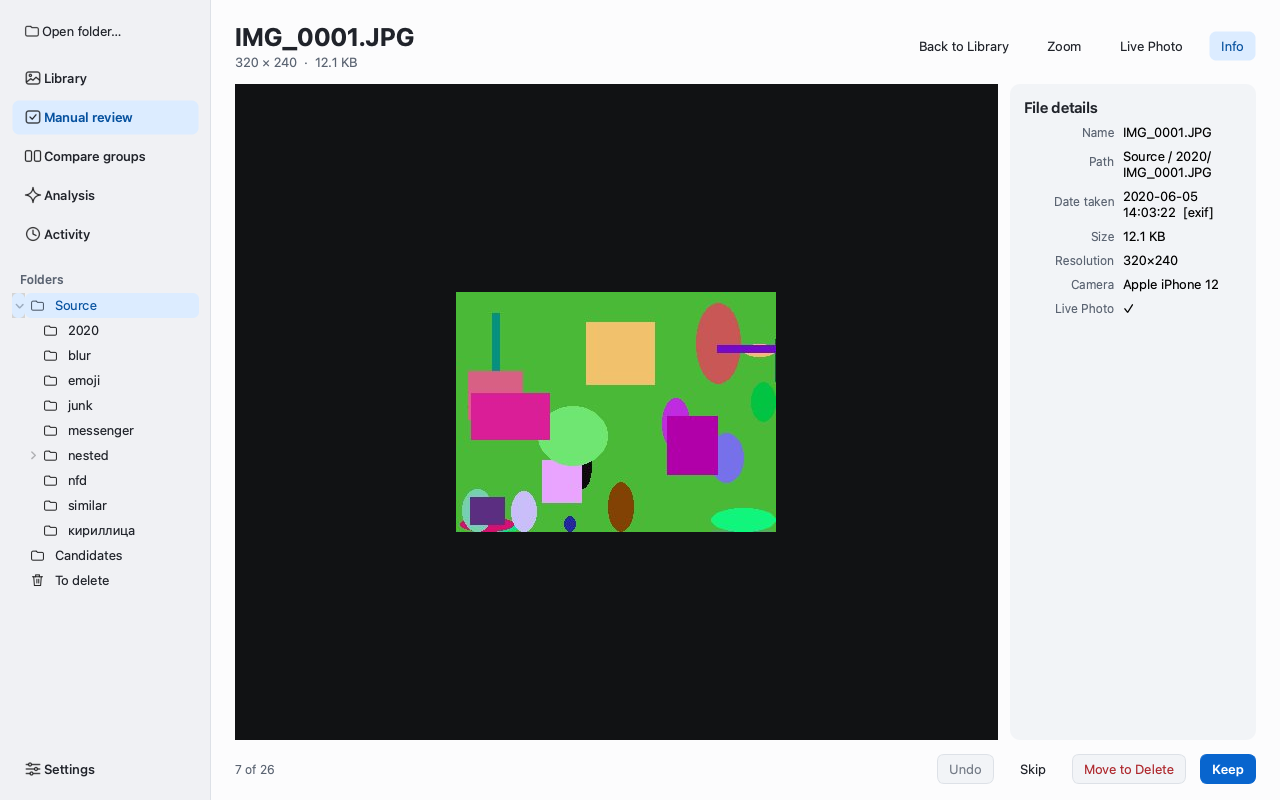 Open folder...
Library
Manual review
Compare groups
Analysis
Activity
Folders
Source
2020
blur
emoji
junk
messenger
nested
nfd
similar
кириллица
Candidates
To delete
Settings
IMG_0001.JPG
320 × 240 · 12.1 KB
Back to Library
Zoom
Live Photo
Info
File details
Name IMG_0001.JPG
Path Source / 2020/
IMG_0001.JPG
Date taken 2020-06-05
14:03:22 [exif]
Size 12.1 KB
Resolution 320×240
Camera Apple iPhone 12
Live Photo ✓
7 of 26
Undo
Skip
Move to Delete
Keep